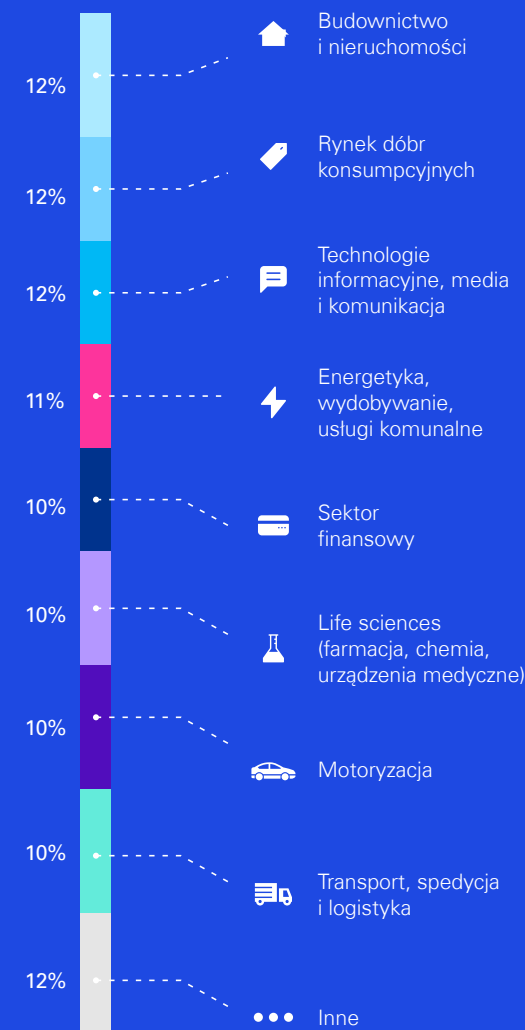 12%
Budownictwo
i nieruchomości
12%
Rynek dóbr
konsumpcyjnych
12%
Technologie
informacyjne, media
i komunikacja
11%
Energetyka,
wydobywanie,
usługi komunalne
10%
Sektor
finansowy
10%
Life sciences
(farmacja, chemia,
urządzenia medyczne)
10%
Motoryzacja
10%
Transport, spedycja
i logistyka
12%
Inne